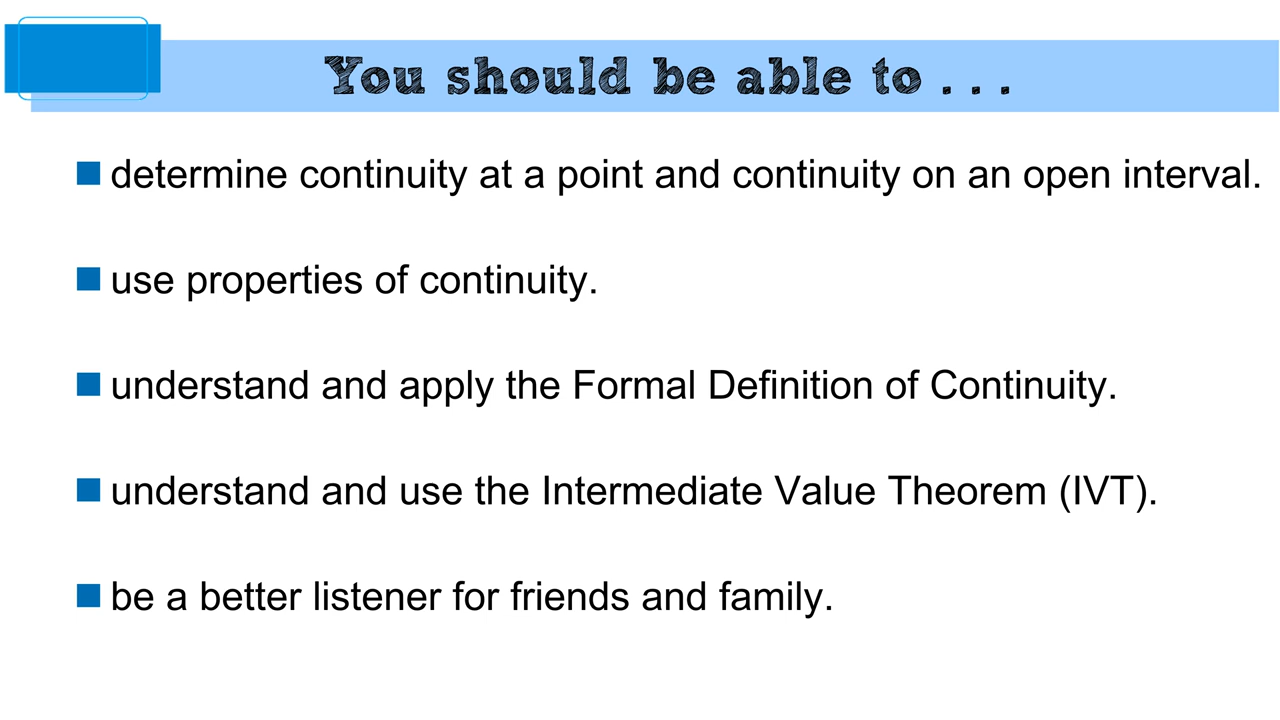 You should be able to . . .
determine continuity at a point and continuity on an open interval.
use properties of continuity.
understand and apply the Formal Definition of Continuity.
understand and use the Intermediate Value Theorem (IVT).
be a better listener for friends and family.